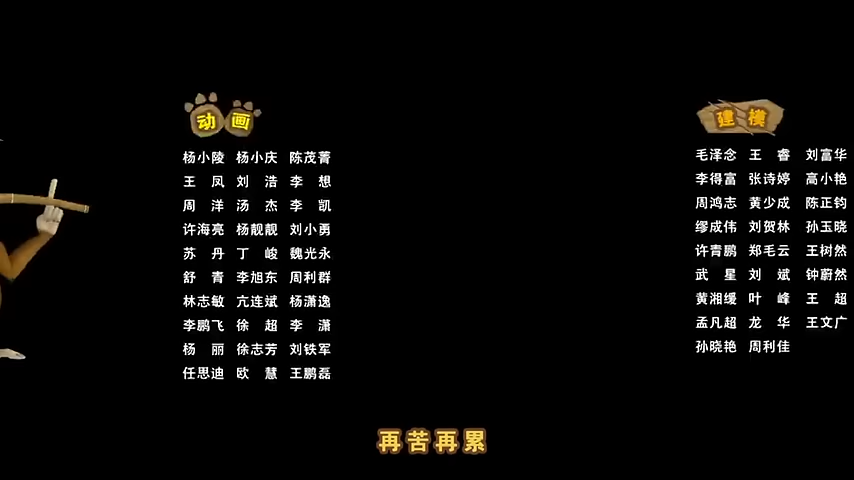 动画
杨小陵 杨小庆 陈茂菁
王 凤 刘 浩 李 想
周 洋 汤 杰 李 凯
许海亮 杨靓靓 刘小勇
苏 丹 丁 峻 魏光永
舒 青 李旭东 周利群
林志敏 亢连斌 杨潇逸
李鹏飞 徐 超 李 潇
杨 丽 徐志芳 刘铁军
任思迪 欧 慧 王鹏磊
建模
毛泽念 王 睿 刘富华
李得富 张诗婷 高小艳
周鸿志 黄少成 陈正钧
缪成伟 刘贺林 孙玉晓
许青鹏 郑毛云 王树然
武 星 刘 斌 钟蔚然
黄湘缓 叶 峰 王 超
孟凡超 龙 华 王文广
孙晓艳 周利佳
再苦再累